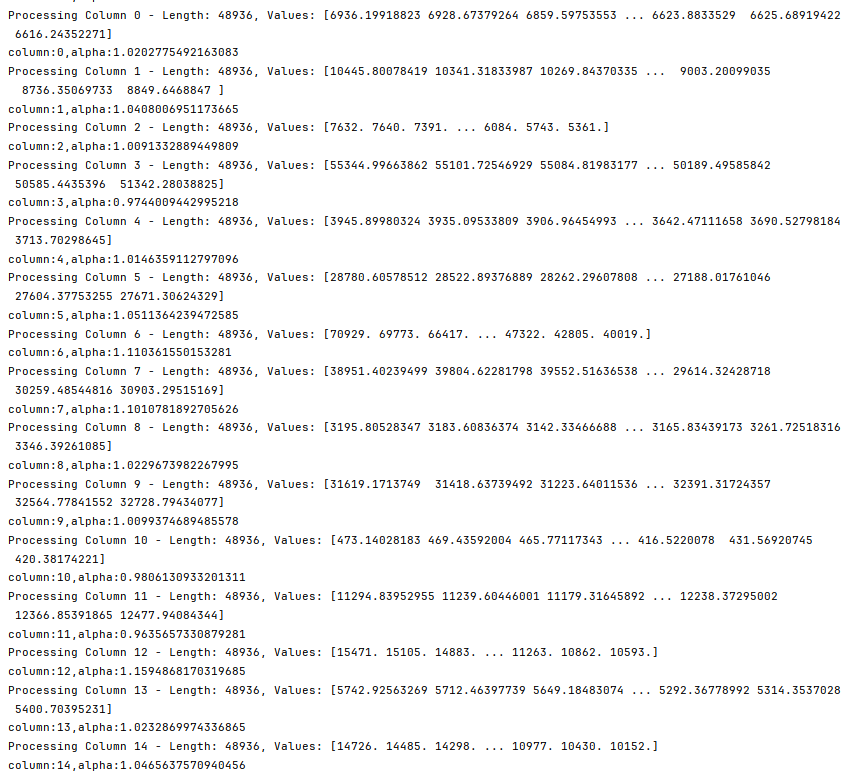 Processing Column 0 - Length: 48936, Values: [6936.19918823 6928.67379264 6859.59753553 ... 6623.8833529  6625.68919422
 6616.24352271]
column:0,alpha:1.0202775492163083
Processing Column 1 - Length: 48936, Values: [10445.80078419 10341.31833987 10269.84370335 ...  9003.20099035
  8736.35069733  8849.6468847 ]
column:1,alpha:1.0408006951173665
Processing Column 2 - Length: 48936, Values: [7632. 7640. 7391. ... 6084. 5743. 5361.]
column:2,alpha:1.0091332889449809
Processing Column 3 - Length: 48936, Values: [55344.99663862 55101.72546929 55084.81983177 ... 50189.49585842
 50585.4435396  51342.28038825]
column:3,alpha:0.9744009442995218
Processing Column 4 - Length: 48936, Values: [3945.89980324 3935.09533809 3906.96454993 ... 3642.47111658 3690.52798184
 3713.70298645]
column:4,alpha:1.0146359112797096
Processing Column 5 - Length: 48936, Values: [28780.60578512 28522.89376889 28262.29607808 ... 27188.01761046
 27604.37753255 27671.30624329]
column:5,alpha:1.0511364239472585
Processing Column 6 - Length: 48936, Values: [70929. 69773. 66417. ... 47322. 42805. 40019.]
column:6,alpha:1.110361550153281
Processing Column 7 - Length: 48936, Values: [38951.40239499 39804.62281798 39552.51636538 ... 29614.32428718
 30259.48544816 30903.29515169]
column:7,alpha:1.1010781892705626
Processing Column 8 - Length: 48936, Values: [3195.80528347 3183.60836374 3142.33466688 ... 3165.83439173 3261.72518316
 3346.39261085]
column:8,alpha:1.0229673982267995
Processing Column 9 - Length: 48936, Values: [31619.1713749  31418.63739492 31223.64011536 ... 32391.31724357
 32564.77841552 32728.79434077]
column:9,alpha:1.0099374689485578
Processing Column 10 - Length: 48936, Values: [473.14028183 469.43592004 465.77117343 ... 416.5220078  431.56920745
 420.38174221]
column:10,alpha:0.9806130933201311
Processing Column 11 - Length: 48936, Values: [11294.83952955 11239.60446001 11179.31645892 ... 12238.37295002
 12366.85391865 12477.94084344]
column:11,alpha:0.9635657330879281
Processing Column 12 - Length: 48936, Values: [15471. 15105. 14883. ... 11263. 10862. 10593.]
column:12,alpha:1.1594868170319685
Processing Column 13 - Length: 48936, Values: [5742.92563269 5712.46397739 5649.18483074 ... 5292.36778992 5314.3537028
 5400.70395231]
column:13,alpha:1.0232869974336865
Processing Column 14 - Length: 48936, Values: [14726. 14485. 14298. ... 10977. 10430. 10152.]
column:14,alpha:1.0465637570940456